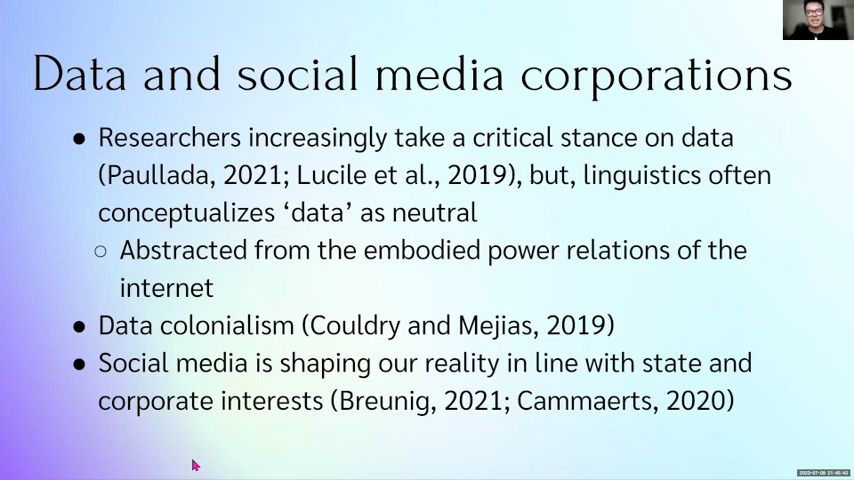 Data and social media corporations
● Researchers increasingly take a critical stance on data
(Paullada, 2021; Lucile et al., 2019), but, linguistics often
conceptualizes ‘data’ as neutral
○ Abstracted from the embodied power relations of the
internet
● Data colonialism (Couldry and Mejias, 2019)
● Social media is shaping our reality in line with state and
corporate interests (Breunig, 2021; Cammaerts, 2020)